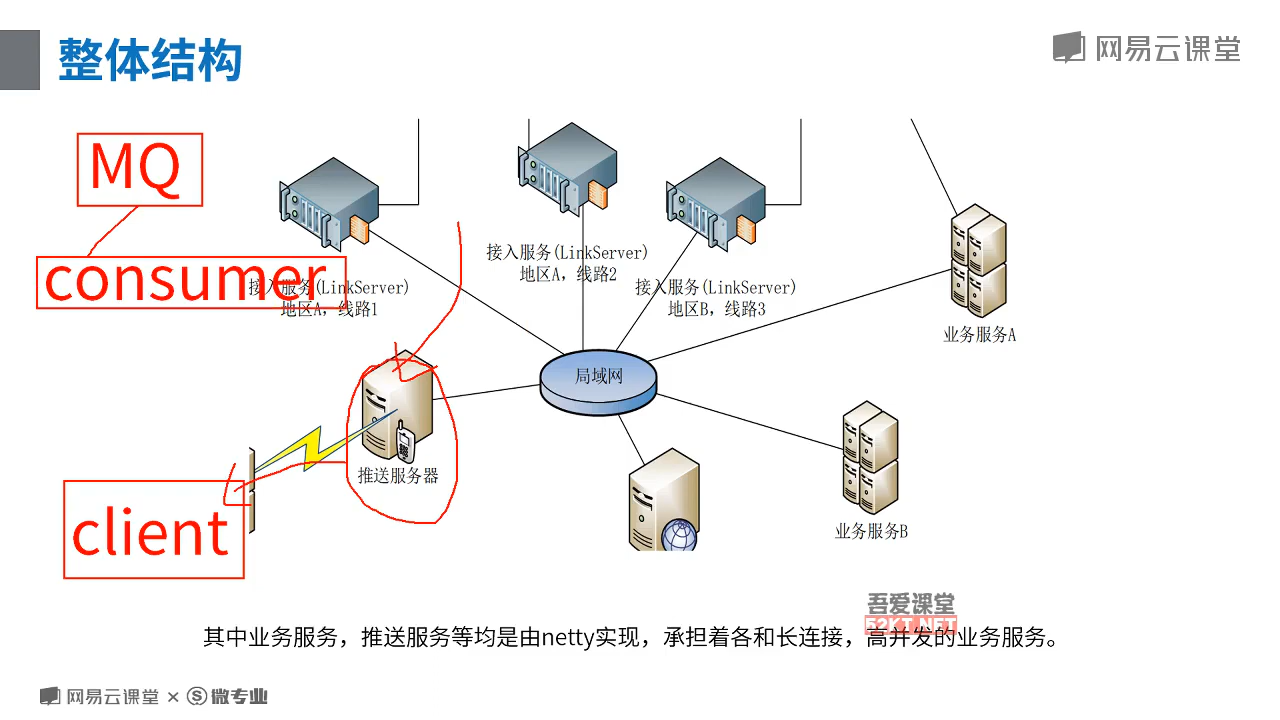 整体结构
网易云课堂
MQ
consumer
接入服务(LinkServer)
地区A，线路1
接入服务(LinkServer)
地区A，线路2
接入服务(LinkServer)
地区B，线路3
业务服务A
局域网
推送服务器
client
业务服务B
吾爱课堂
52KT.NET
其中业务服务，推送服务等均是由netty实现，承担着各和长连接，高并发的业务服务。
网易云课堂 × S 微专业